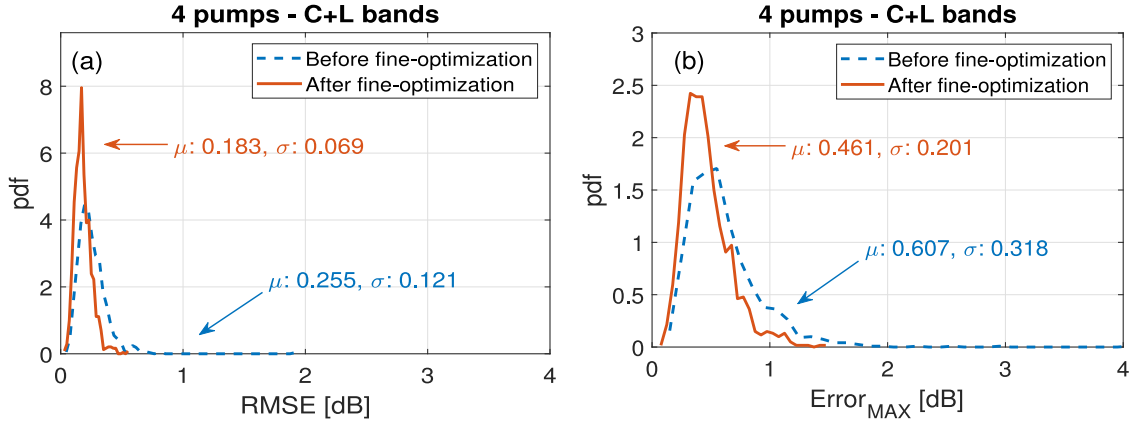 4 pumps - C+L bands
(a)
Before fine-optimization
After fine-optimization
μ: 0.183, σ: 0.069
μ: 0.255, σ: 0.121
pdf
8
6
4
2
0
0 1 2 3 4
RMSE [dB]
4 pumps - C+L bands
(b)
Before fine-optimization
After fine-optimization
μ: 0.461, σ: 0.201
μ: 0.607, σ: 0.318
pdf
3
2.5
2
1.5
1
0.5
0
0 1 2 3 4
Error_MAX [dB]